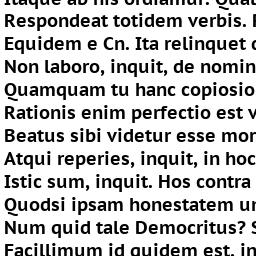 Itaque ab his ordiamur. Quar
Respondeat totidem verbis.
Equidem e Cn. Ita relinquet
Non laboro, inquit, de nomin
Quamquam tu hanc copiosio
Rationis enim perfectio est v
Beatus sibi videtur esse mor
Atqui reperies, inquit, in hoc
Istic sum, inquit. Hos contra
Quodsi ipsam honestatem un
Num quid tale Democritus? S
Facillimum id quidem est, in